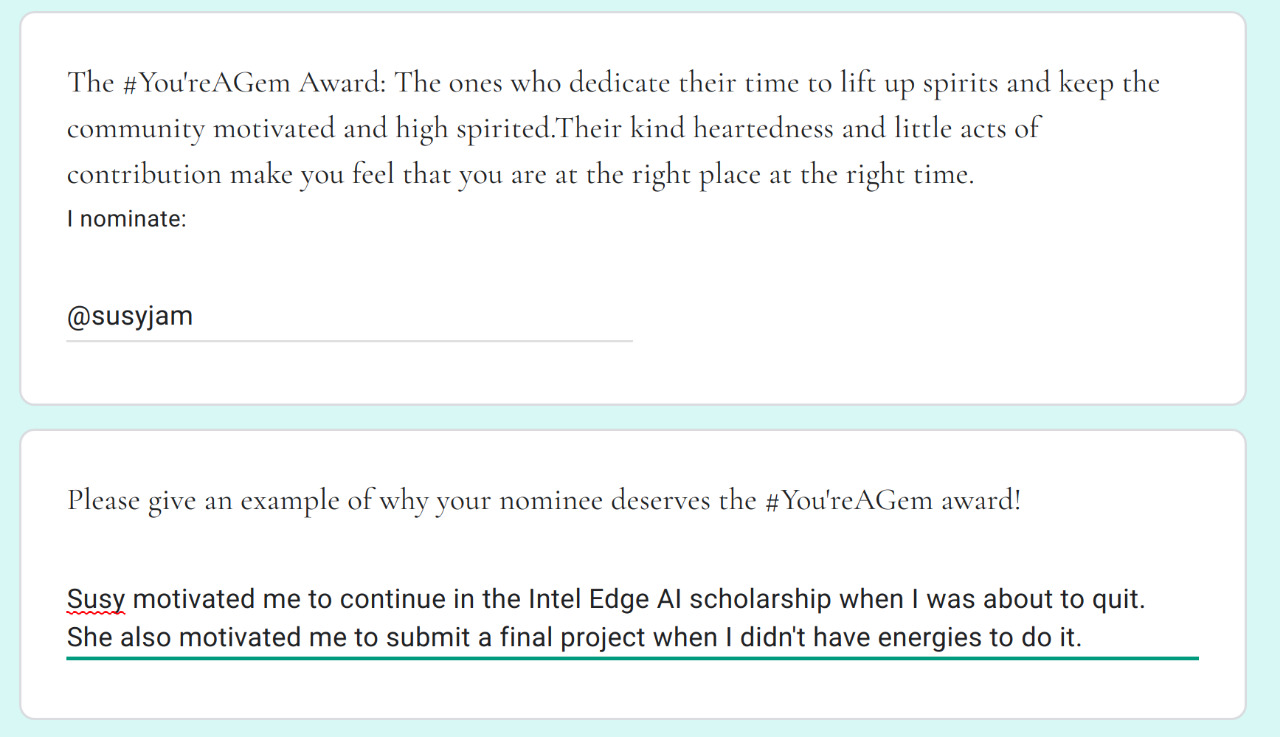 The #You'reAGem Award: The ones who dedicate their time to lift up spirits and keep the
community motivated and high spirited.Their kind heartedness and little acts of
contribution make you feel that you are at the right place at the right time.
I nominate:
@susyjam
Please give an example of why your nominee deserves the #You'reAGem award!
Susy motivated me to continue in the Intel Edge AI scholarship when I was about to quit.
She also motivated me to submit a final project when I didn't have energies to do it.